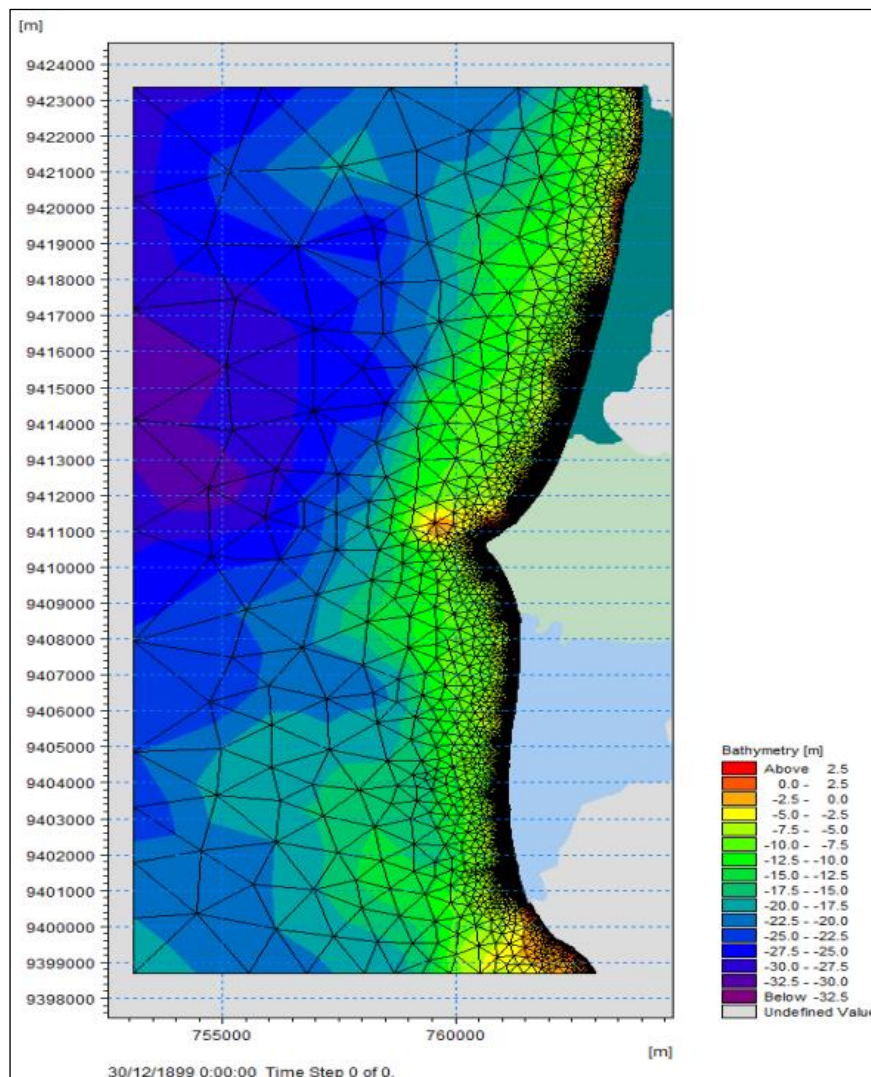 [m]
9424000
9423000
9422000
9421000
9420000
9419000
9418000
9417000
9416000
9415000
9414000
9413000
9412000
9411000
9410000
9409000
9408000
9407000
9406000
9405000
9404000
9403000
9402000
9401000
9400000
9399000
9398000
755000 760000
[m]
30/12/1899 0:00:00 Time Step 0 of 0.
Bathymetry [m]
Above 2.5
0.0 - 2.5
-2.5 - 0.0
-5.0 - -2.5
-7.5 - -5.0
-10.0 - -7.5
-12.5 - -10.0
-15.0 - -12.5
-17.5 - -15.0
-20.0 - -17.5
-22.5 - -20.0
-25.0 - -22.5
-27.5 - -25.0
-30.0 - -27.5
-32.5 - -30.0
Below -32.5
Undefined Value